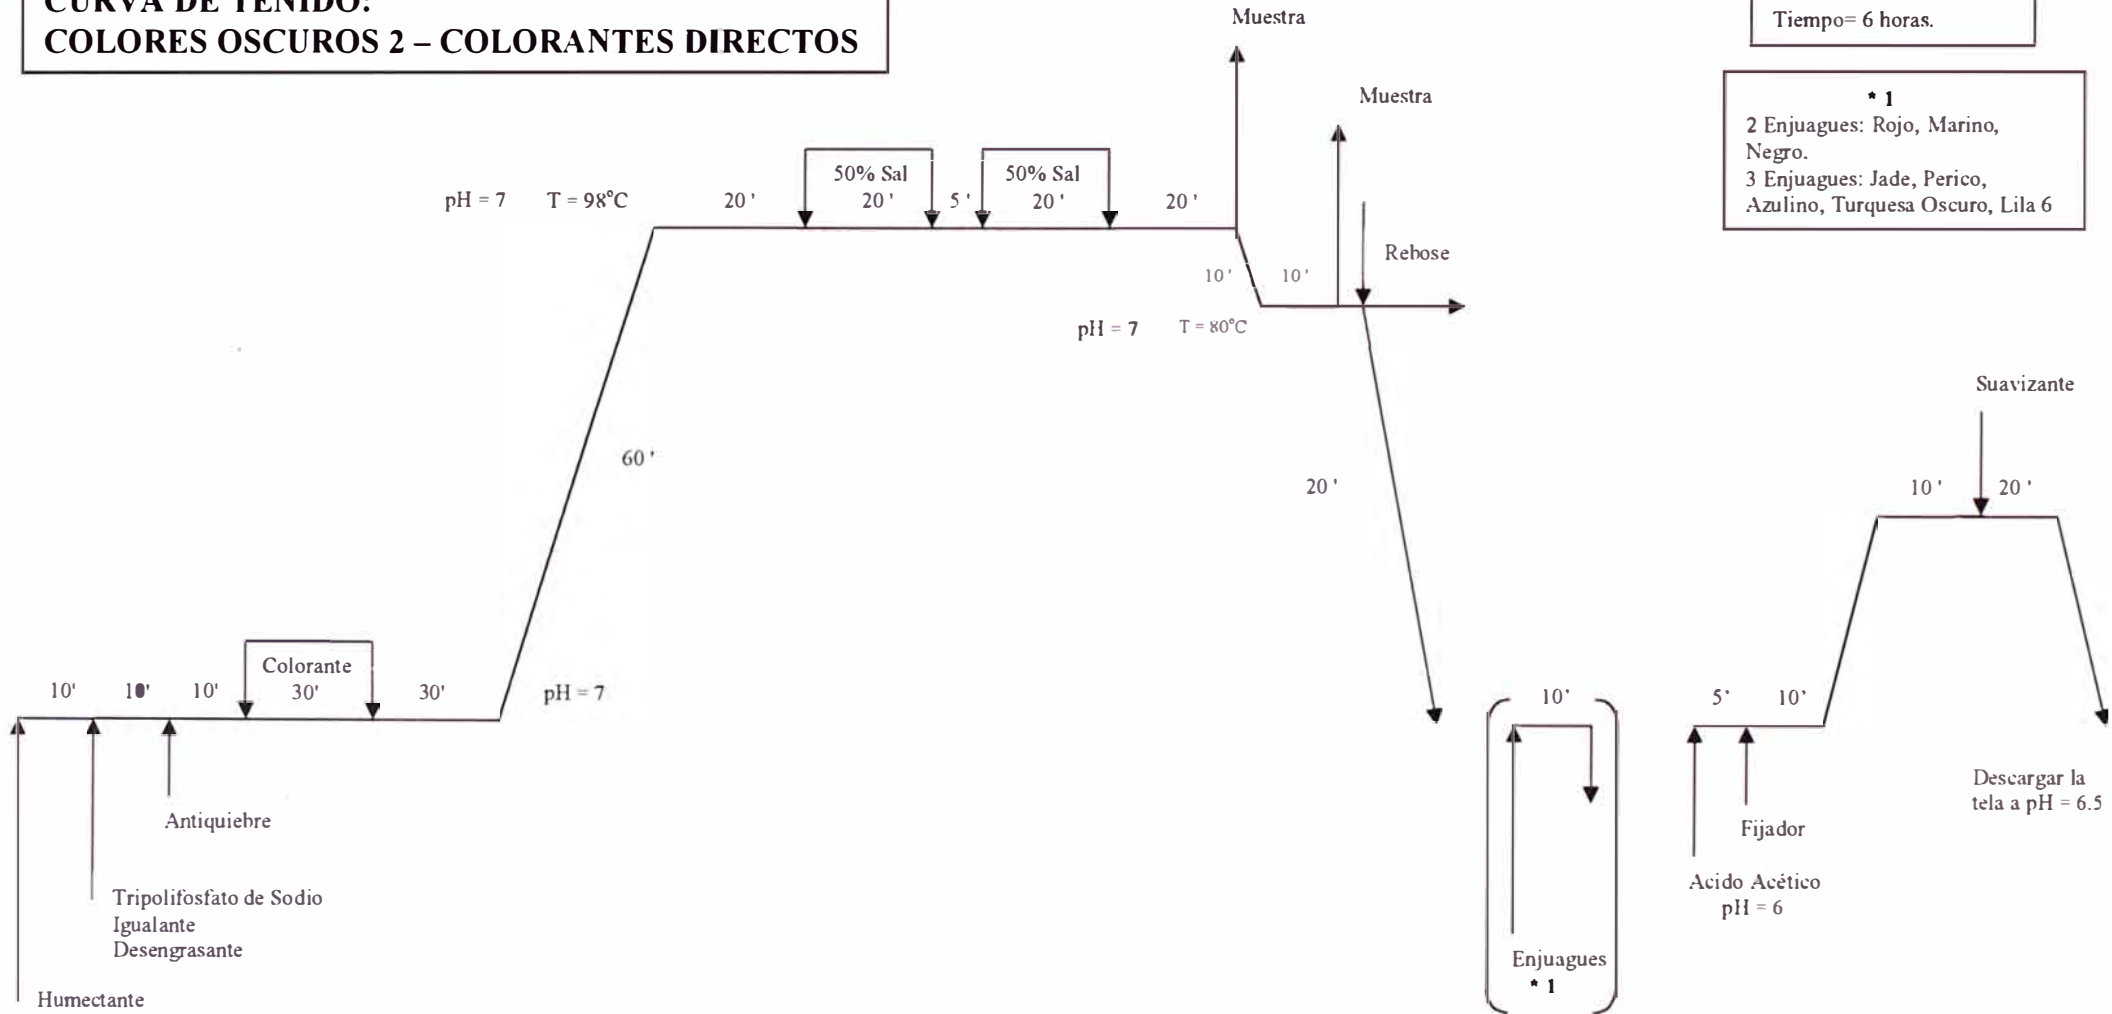 CURVA DE TEÑIDO:
COLORES OSCUROS 2 – COLORANTES DIRECTOS
Tiempo= 6 horas.
* 1
2 Enjuagues: Rojo, Marino,
Negro.
3 Enjuagues: Jade, Perico,
Azulino, Turquesa Oscuro, Lila 6
Muestra
Muestra
pH = 7 T = 98°C
20 '
50% Sal
20 '
5 '
50% Sal
20 '
20 '
Rebose
10 '
10 '
pH = 7 T = 80°C
60 '
20 '
Suavizante
10 '
20 '
10'
10'
10'
Colorante
30'
30'
pH = 7
10'
5'
10'
Antiquiebre
Tripolifosfato de Sodio
Igualante
Desengrasante
Humectante
Enjuagues
* 1
Fijador
Acido Acético
pH = 6
Descargar la
tela a pH = 6.5